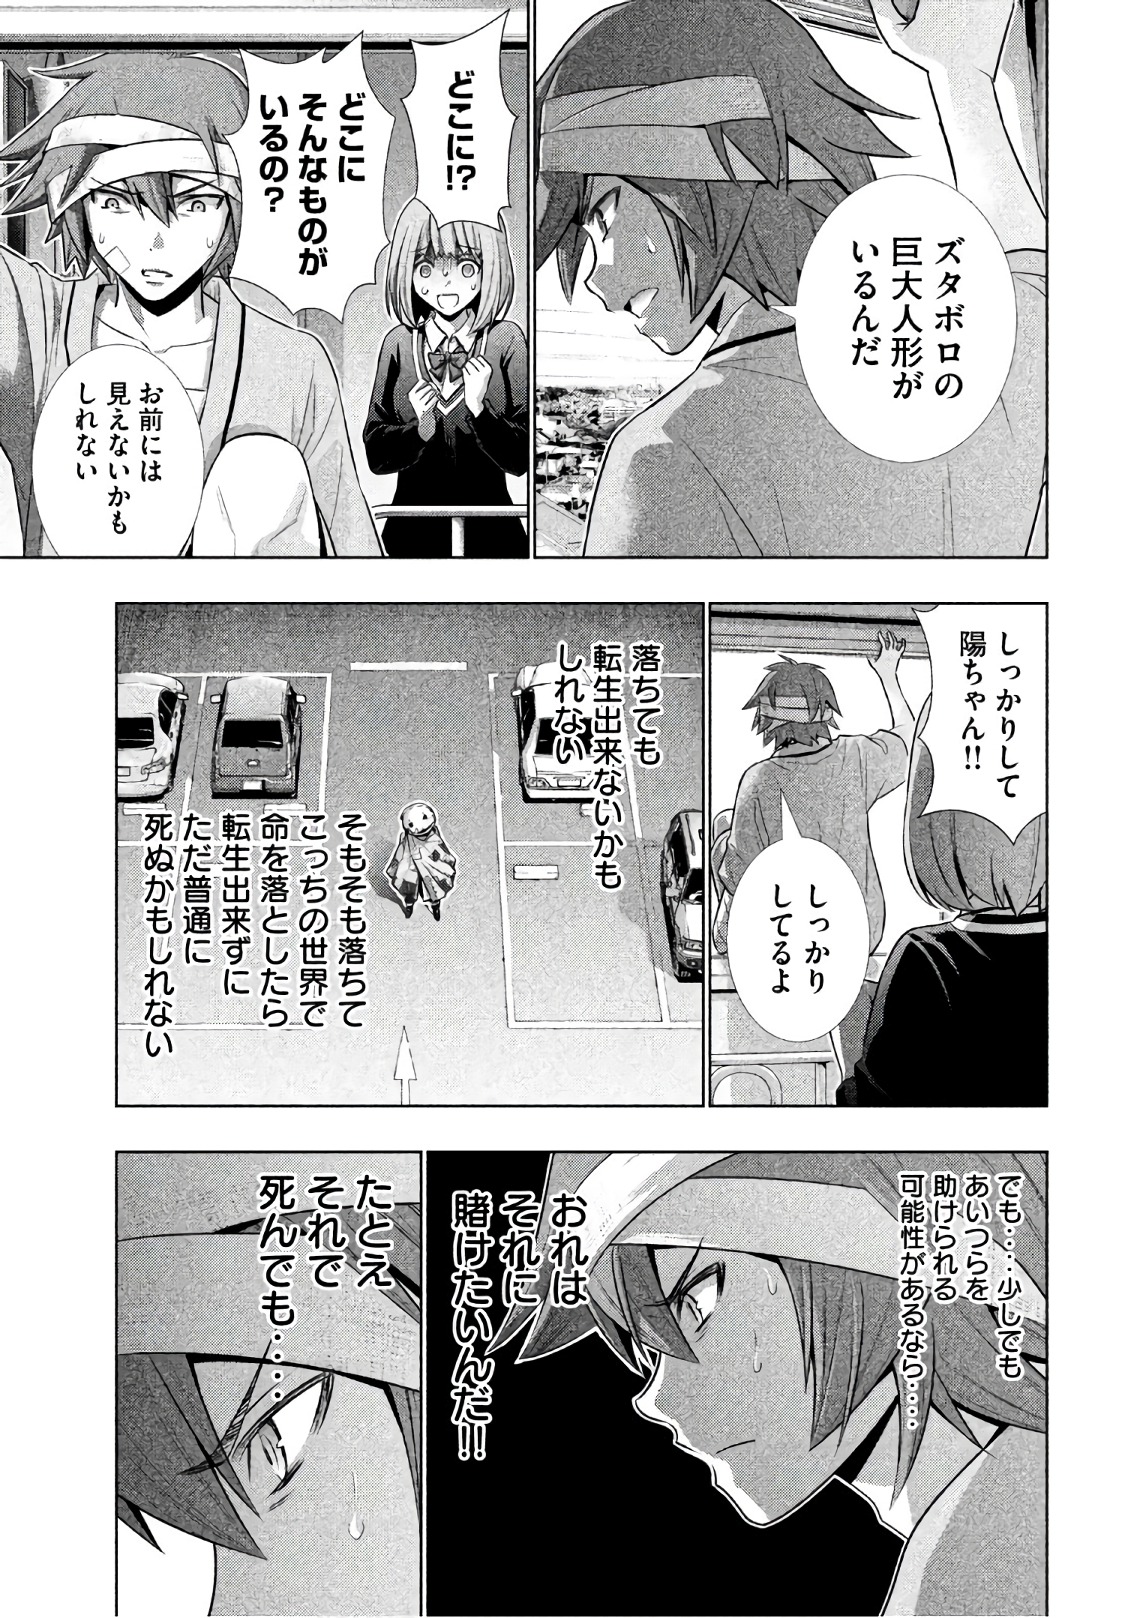 ズタボロの
巨大人形が
いるんだ
どこに!?
どこに
そんなものが
いるの?
お前には
見えないかも
しれない
しっかりして
陽ちゃん!!
しっかり
してるよ
落ちても
転生出来ないかも
しれない
そもそも落ちて
こっちの世界で
命を落としたら
転生出来ずに
ただ普通に
死ぬかもしれない
でも‥‥少しでも
あいつらを
助けられる
可能性があるなら‥‥
おれは
それに
賭けたいんだ!!
たとえ
それで
死んでも‥‥